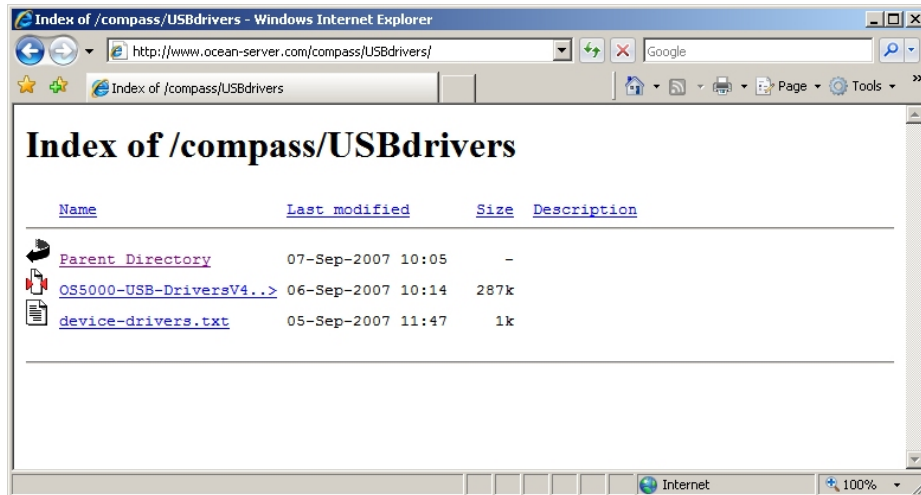 Index of /compass/USBdrivers - Windows Internet Explorer
http://www.ocean-server.com/compass/USBdrivers/
Google
Index of /compass/USBdrivers
Page
Tools
»
Index of /compass/USBdrivers
Name Last modified Size Description
Parent Directory 07-Sep-2007 10:05 -
OS5000-USB-DriversV4..> 06-Sep-2007 10:14 287k
device-drivers.txt 05-Sep-2007 11:47 1k
Internet 100%